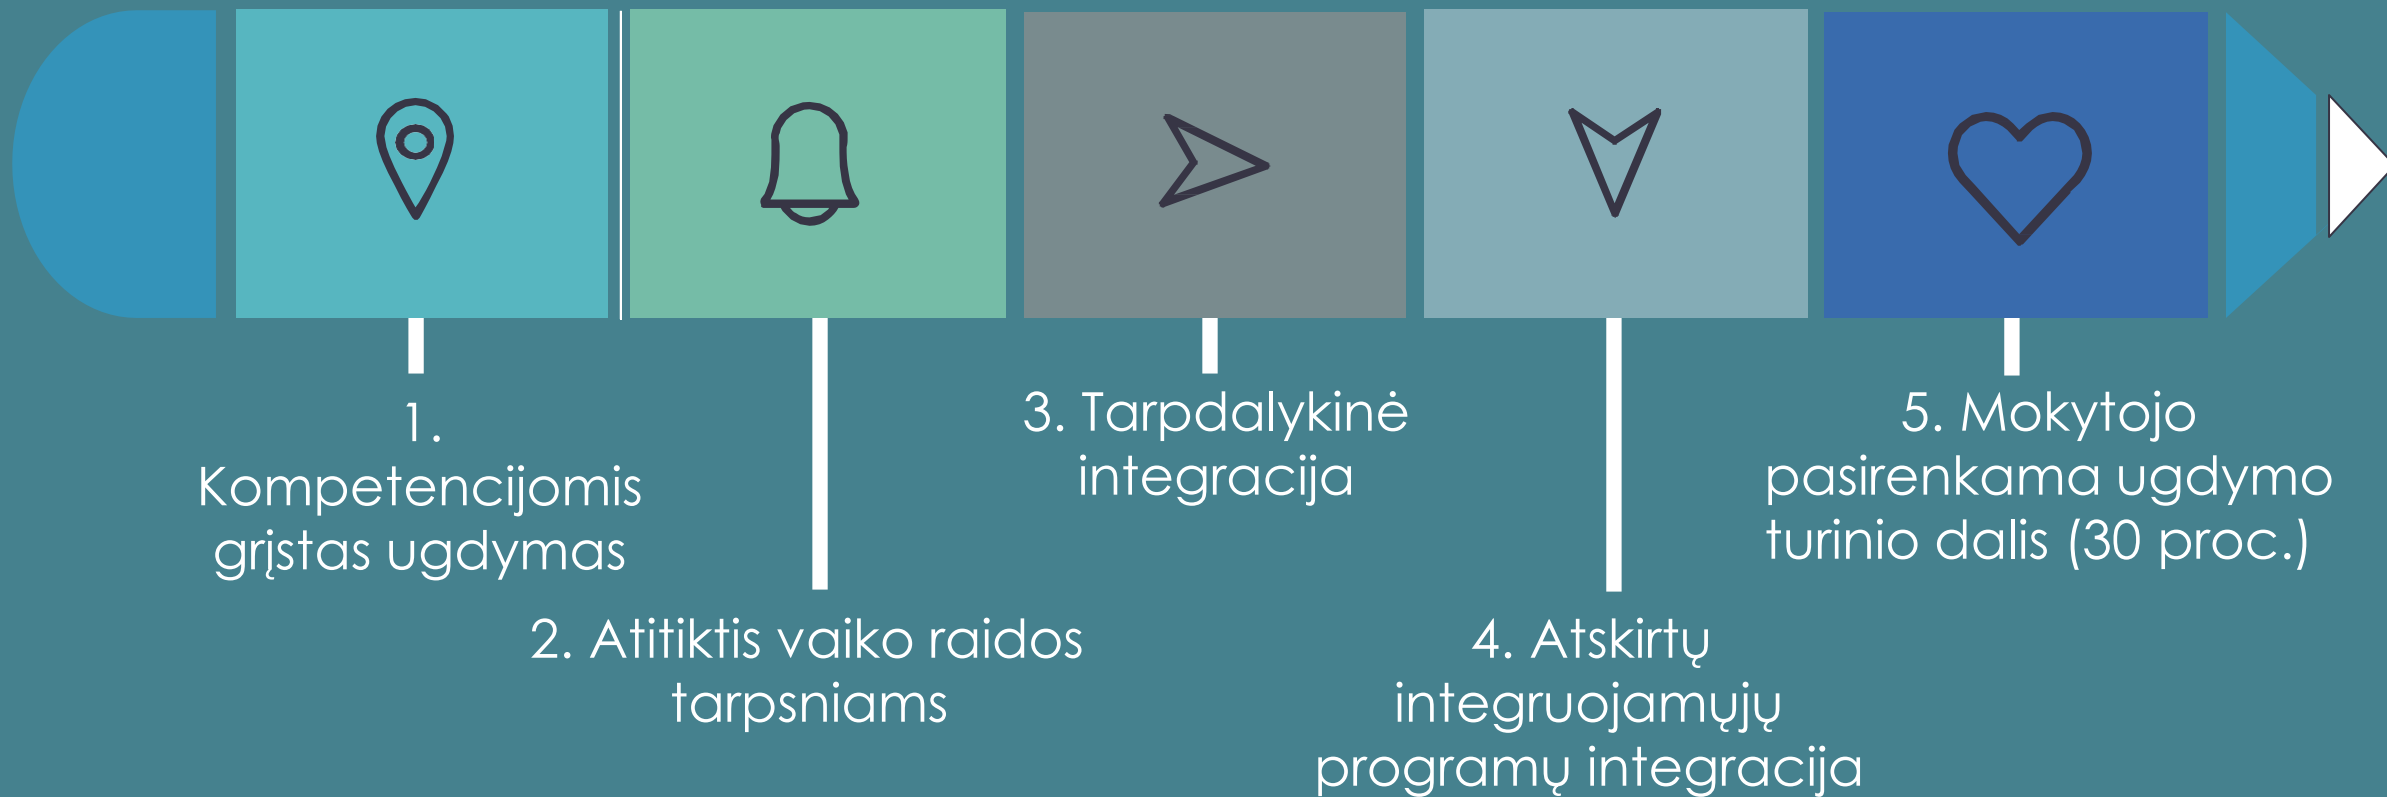 1.
Kompetencijomis
grįstas ugdymas
2. Atitiktis vaiko raidos
tarpsniams
3. Tarpdalykinė
integracija
4. Atskirtų
integruojamųjų
programų integracija
5. Mokytojo
pasirenkama ugdymo
turinio dalis (30 proc.)